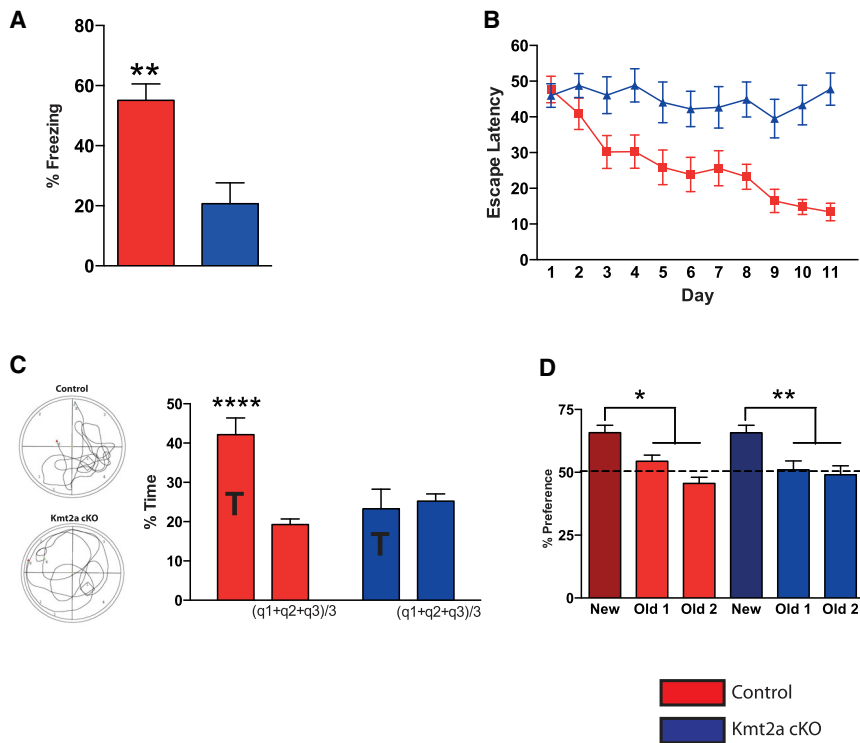 A
% Freezing
80
60
40
20
0
**
B
Escape Latency
60
50
40
30
20
10
0
1 2 3 4 5 6 7 8 9 10 11
Day
C
Control
Kmt2a cKO
% Time
50
40
30
20
10
0
****
T
T
(q1+q2+q3)/3
(q1+q2+q3)/3
D
% Preference
75
50
25
0
*
**
New Old 1 Old 2 New Old 1 Old 2
Control
Kmt2a cKO